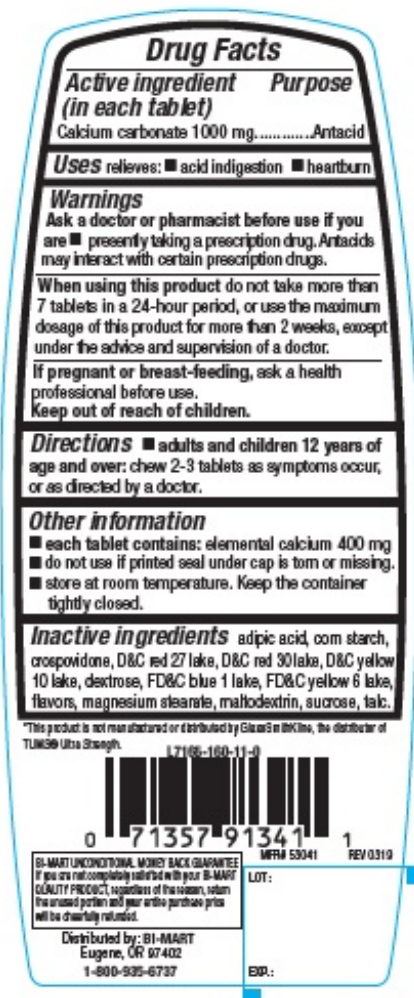 Drug Facts
Active ingredient Purpose
(in each tablet)
Calcium carbonate 1000 mg............Antacid
Uses relieves: ■ acid indigestion ■ heartburn
Warnings
Ask a doctor or pharmacist before use if you
are ■ presently taking a prescription drug. Antacids
may interact with certain prescription drugs.
When using this product do not take more than
7 tablets in a 24-hour period, or use the maximum
dosage of this product for more than 2 weeks, except
under the advice and supervision of a doctor.
If pregnant or breast-feeding, ask a health
professional before use.
Keep out of reach of children.
Directions ■ adults and children 12 years of
age and over: chew 2-3 tablets as symptoms occur,
or as directed by a doctor.
Other information
■ each tablet contains: elemental calcium 400 mg
■ do not use if printed seal under cap is torn or missing.
■ store at room temperature. Keep the container
tightly closed.
Inactive ingredients adipic acid, corn starch,
crospovidone, D&C red 27 lake, D&C red 30 lake, D&C yellow
10 lake, dextrose, FD&C blue 1 lake, FD&C yellow 6 lake,
flavors, magnesium stearate, maltodextrin, sucrose, talc.
*This product is not manufactured or distributed by GlaxoSmithKline, the distributor of
TUMS® Ultra Strength.
L7165-160-11-0
0 71357 91341 1
MFR# 53041 REV 0319
BI-MART UNCONDITIONAL MONEY BACK GUARANTEE
If you are not completely satisfied with your BI-MART
QUALITY PRODUCT, regardless of the reason, return
the unused portion and your entire purchase price
will be cheerfully refunded.
LOT:
Distributed by: BI-MART
Eugene, OR 97402
1-800-935-6737
EXP.: